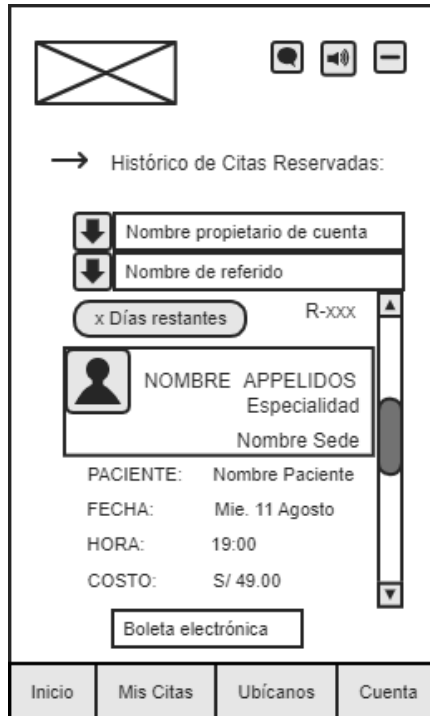 Histórico de Citas Reservadas:
Nombre propietario de cuenta
Nombre de referido
x Días restantes
R-xxx
NOMBRE APPELIDOS
Especialidad
Nombre Sede
PACIENTE: Nombre Paciente
FECHA: Mie. 11 Agosto
HORA: 19:00
COSTO: S/ 49.00
Boleta electrónica
Inicio Mis Citas Ubícanos Cuenta